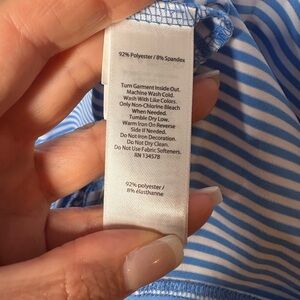 92% Polyester / 8% Spandex
Turn Garment Inside Out.
Machine Wash Cold.
Wash With Like Colors.
Only Non-Chlorine Bleach
When Needed.
Tumble Dry Low.
Warm Iron On Reverse
Side if Needed.
Do Not Iron Decoration.
Do Not Dry Clean.
Do Not Use Fabric Softeners.
RN 134578
92% polyester /
8% élasthanne